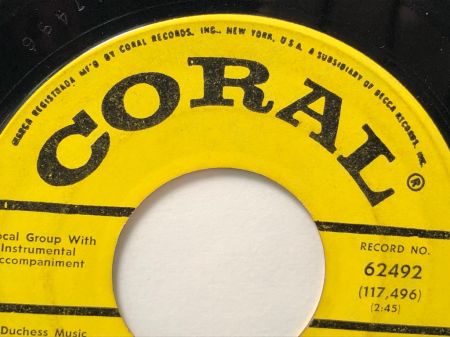 7496
MARCA REGISTRADA MF'D BY CORAL RECORDS, INC., NEW YORK, U.S.A. A SUBSIDIARY OF DECCA RECORDS, INC.
CORAL®
ocal Group With
Instrumental
ccompaniment
RECORD NO.
62492
(117,496)
(2:45)
Duchess Music